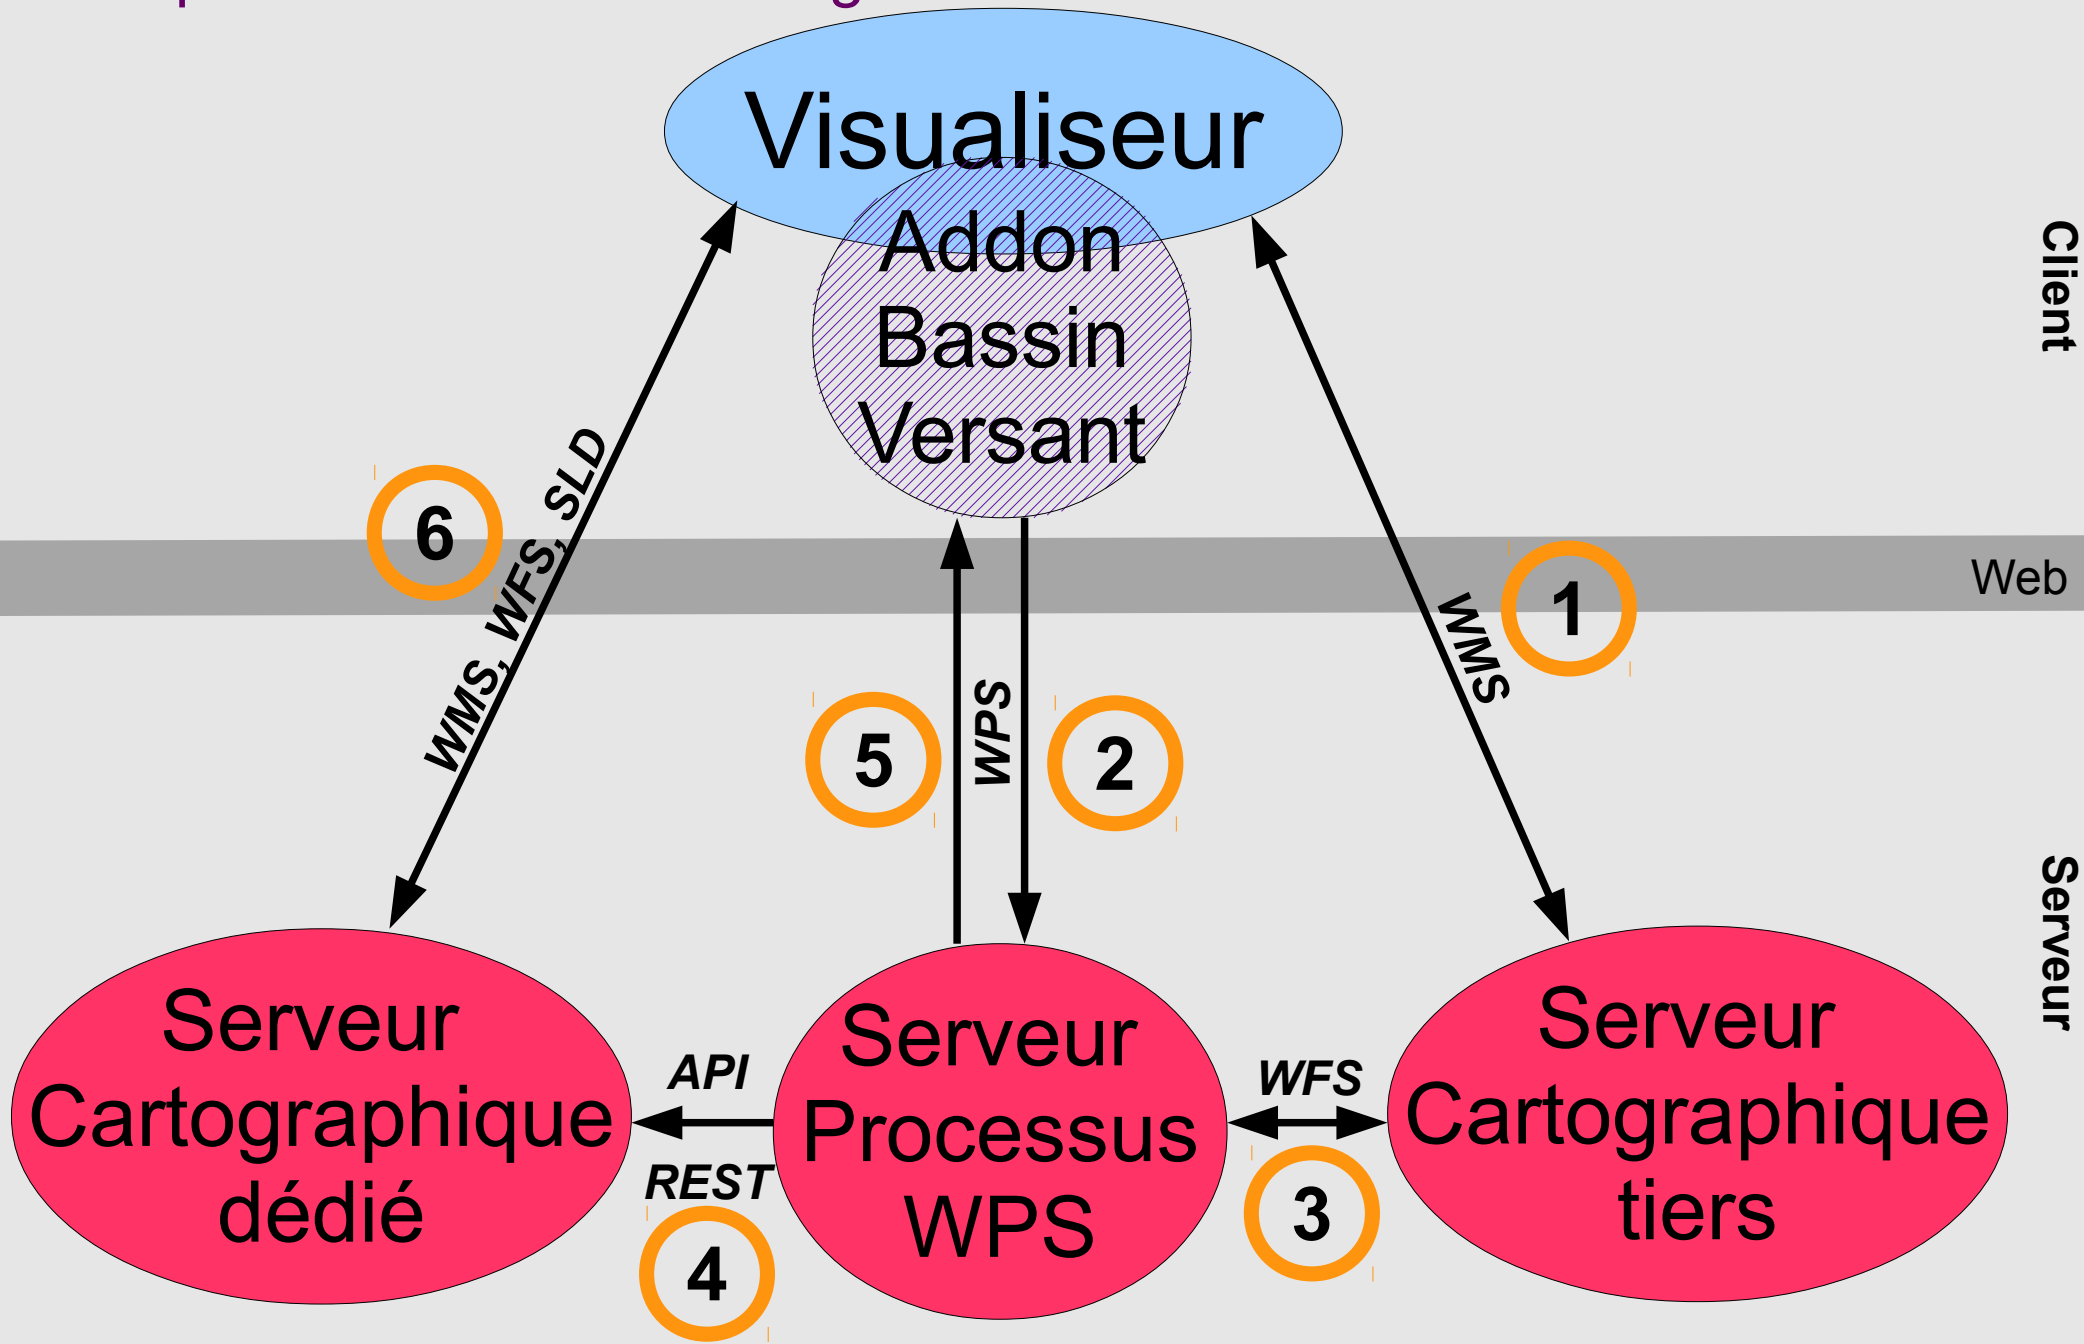 Visualiseur
Addon
Bassin
Versant
Client
6
WMS, WFS, SLD
Web
1
WMS
5
WPS
2
Serveur
Serveur
Cartographique
dédié
API
REST
4
Serveur
Processus
WPS
WFS
3
Serveur
Cartographique
tiers